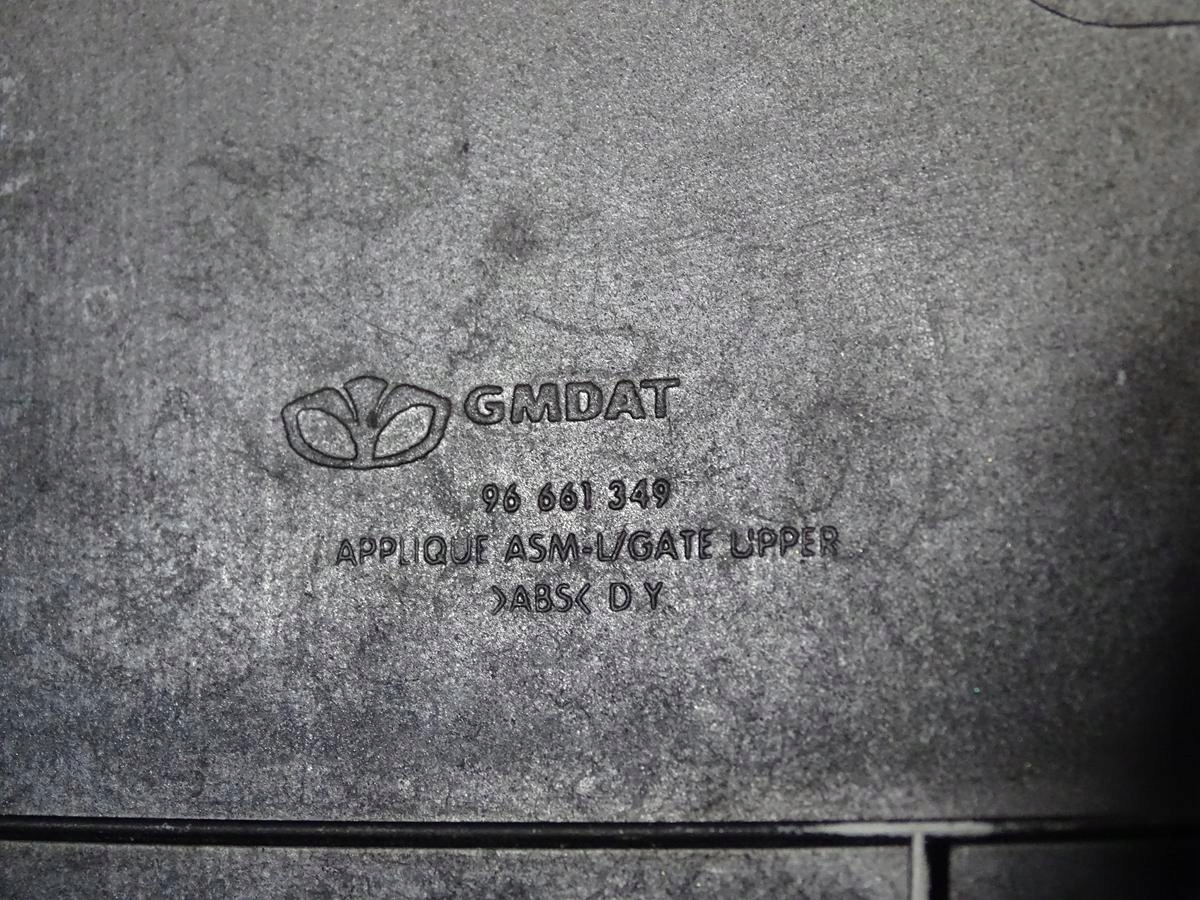 GMDAT
96 661 349
APPLIQUE ASM-L/GATE UPPER
>ABS< D Y